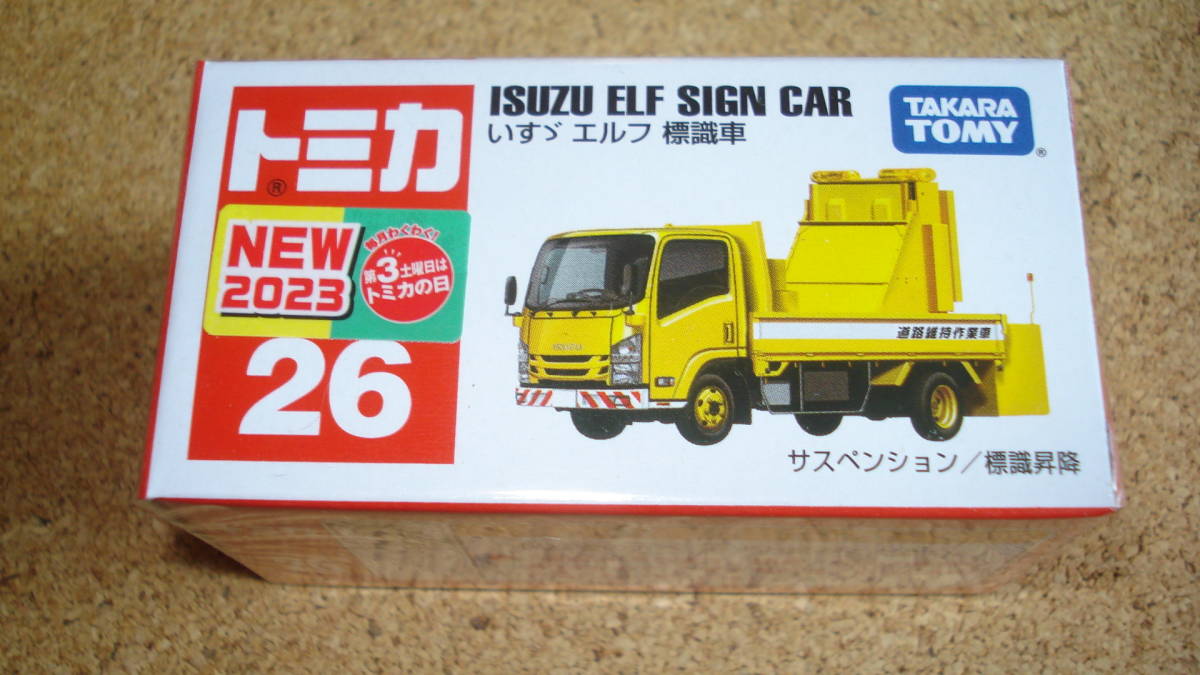 トミカ
®
NEW
2023
毎月わくわく!
第3土曜日は
トミカの日
26
ISUZU ELF SIGN CAR
いすゞ エルフ 標識車
TAKARA
TOMY
®
ISUZU
道路維持作業車
サスペンション/標識昇降